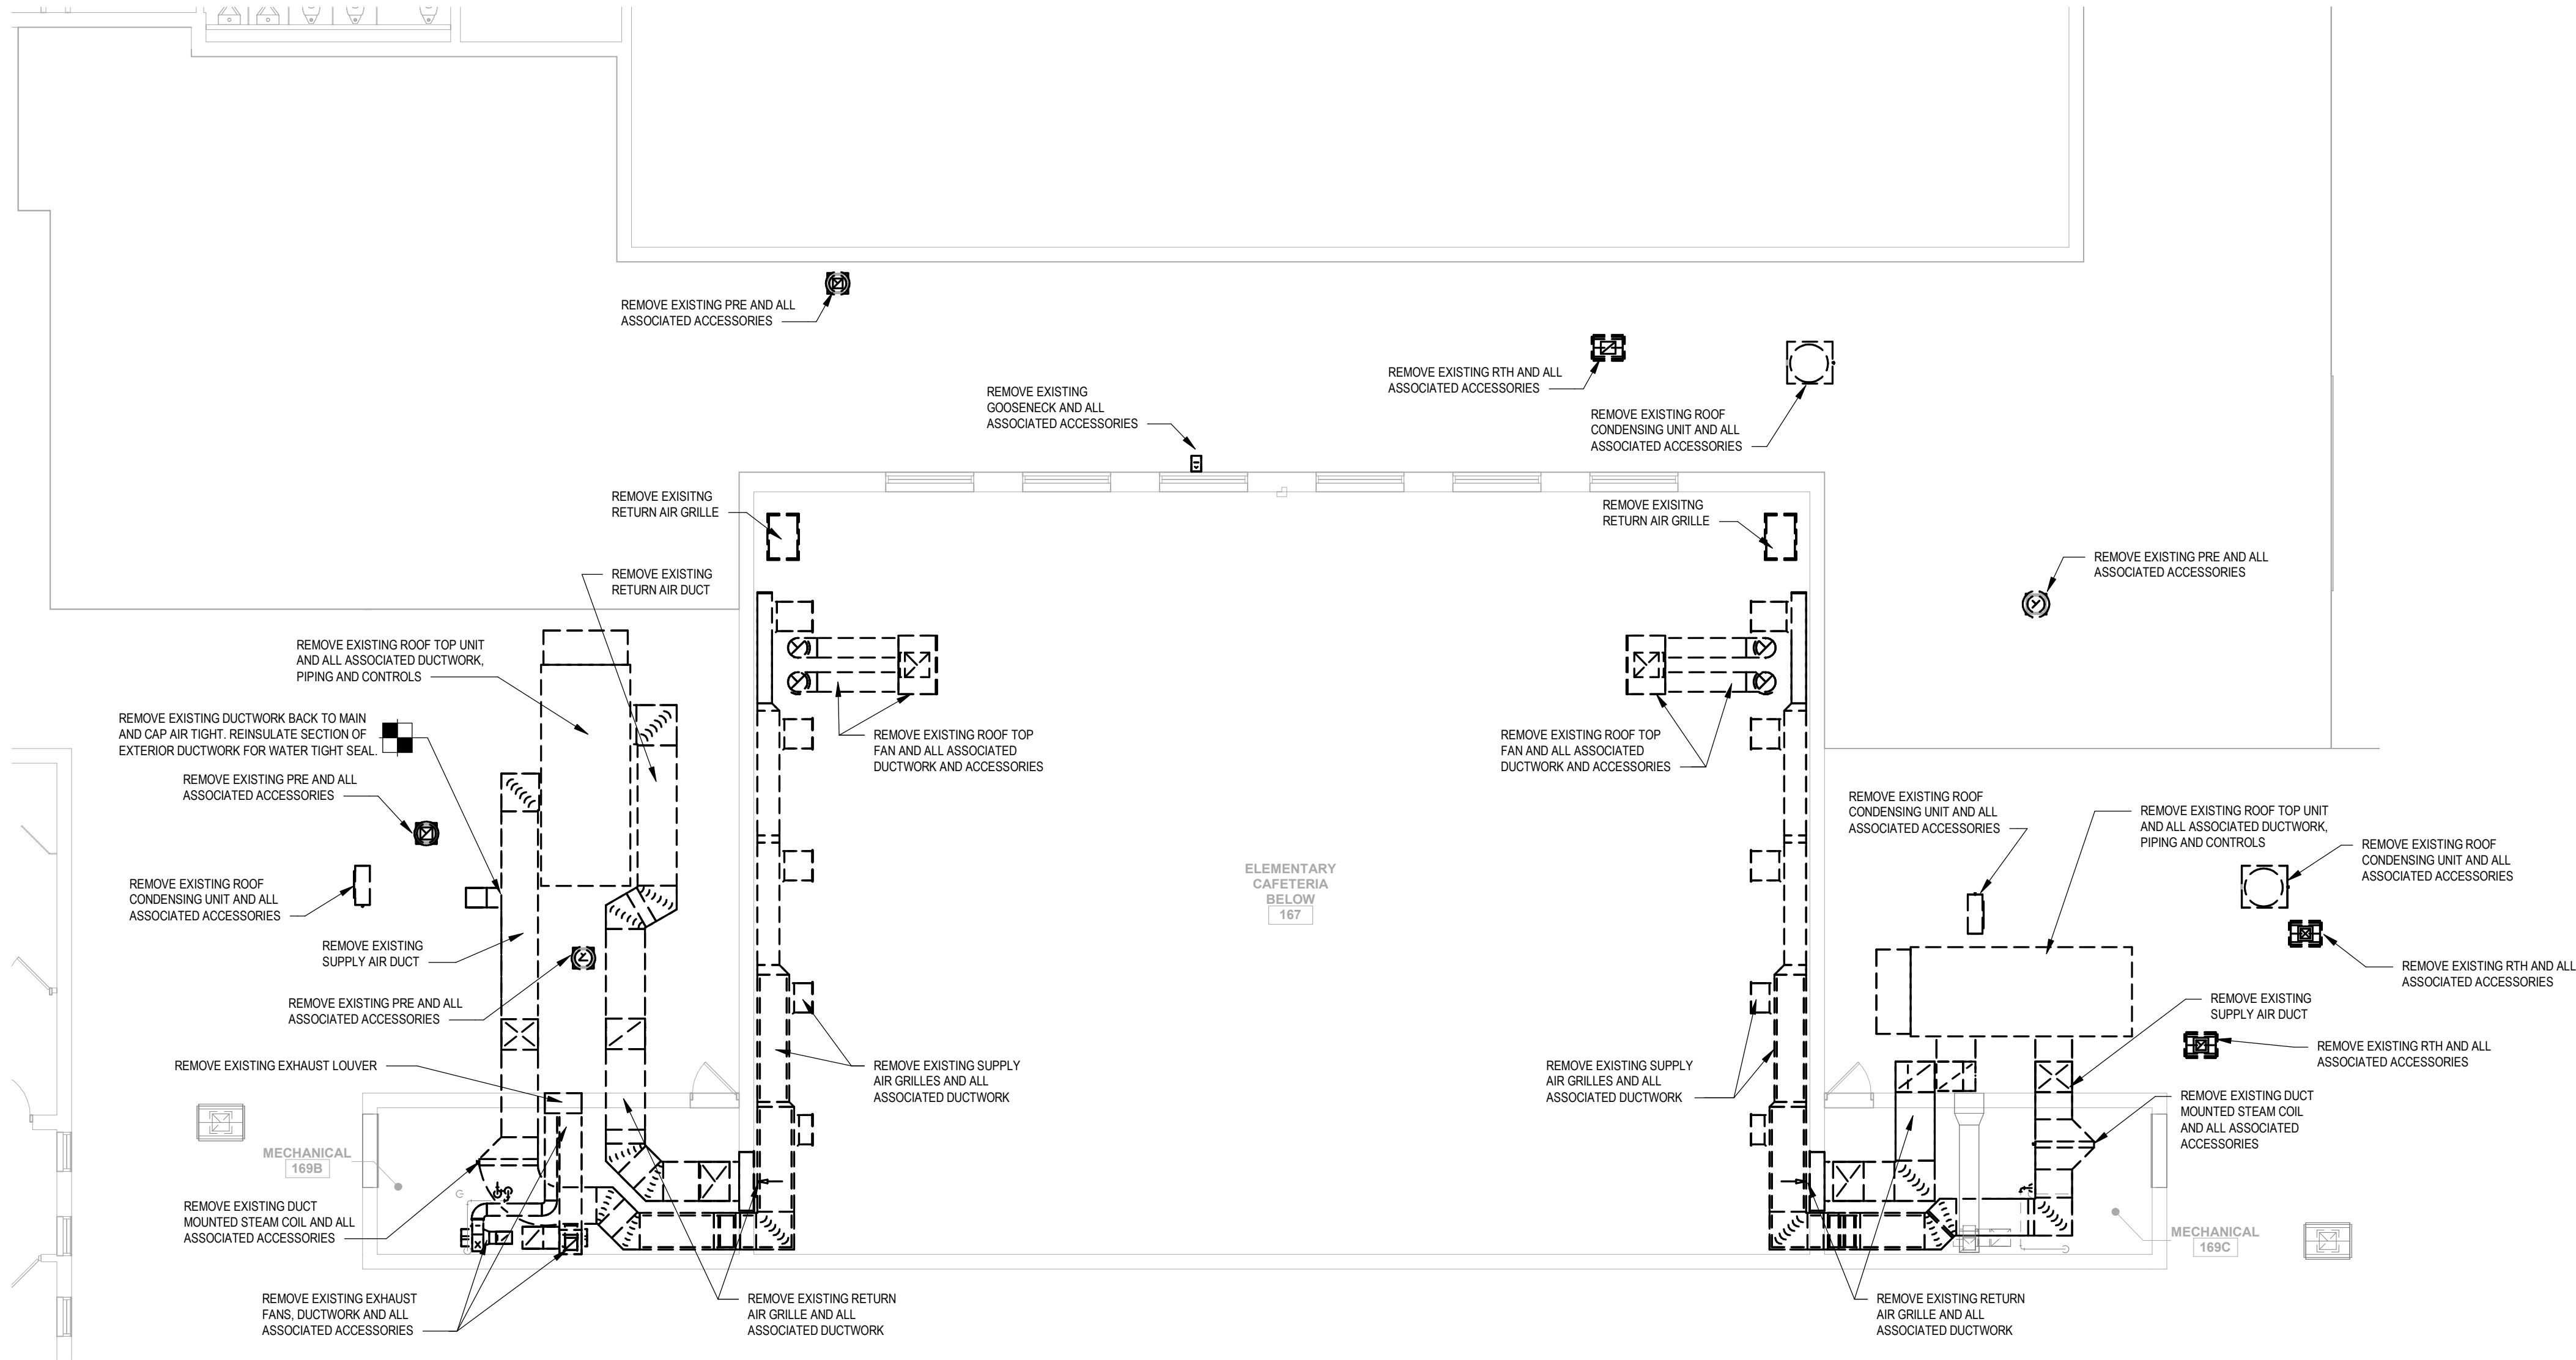 REMOVE EXISTING PRE AND ALL
ASSOCIATED ACCESSORIES
REMOVE EXISTING RTH AND ALL
ASSOCIATED ACCESSORIES
REMOVE EXISTING
GOOSENECK AND ALL
ASSOCIATED ACCESSORIES
REMOVE EXISTING ROOF
CONDENSING UNIT AND ALL
ASSOCIATED ACCESSORIES
REMOVE EXISITNG
RETURN AIR GRILLE
REMOVE EXISITNG
RETURN AIR GRILLE
REMOVE EXISTING PRE AND ALL
ASSOCIATED ACCESSORIES
REMOVE EXISTING
RETURN AIR DUCT
REMOVE EXISTING ROOF TOP UNIT
AND ALL ASSOCIATED DUCTWORK,
PIPING AND CONTROLS
REMOVE EXISTING DUCTWORK BACK TO MAIN
AND CAP AIR TIGHT. REINSULATE SECTION OF
EXTERIOR DUCTWORK FOR WATER TIGHT SEAL.
REMOVE EXISTING ROOF TOP
FAN AND ALL ASSOCIATED
DUCTWORK AND ACCESSORIES
REMOVE EXISTING ROOF TOP
FAN AND ALL ASSOCIATED
DUCTWORK AND ACCESSORIES
REMOVE EXISTING PRE AND ALL
ASSOCIATED ACCESSORIES
REMOVE EXISTING ROOF
CONDENSING UNIT AND ALL
ASSOCIATED ACCESSORIES
REMOVE EXISTING ROOF TOP UNIT
AND ALL ASSOCIATED DUCTWORK,
PIPING AND CONTROLS
REMOVE EXISTING ROOF
CONDENSING UNIT AND ALL
ASSOCIATED ACCESSORIES
ELEMENTARY
CAFETERIA
BELOW
167
REMOVE EXISTING ROOF
CONDENSING UNIT AND ALL
ASSOCIATED ACCESSORIES
REMOVE EXISTING
SUPPLY AIR DUCT
REMOVE EXISTING RTH AND ALL
ASSOCIATED ACCESSORIES
REMOVE EXISTING PRE AND ALL
ASSOCIATED ACCESSORIES
REMOVE EXISTING
SUPPLY AIR DUCT
REMOVE EXISTING RTH AND ALL
ASSOCIATED ACCESSORIES
REMOVE EXISTING EXHAUST LOUVER
REMOVE EXISTING SUPPLY
AIR GRILLES AND ALL
ASSOCIATED DUCTWORK
REMOVE EXISTING SUPPLY
AIR GRILLES AND ALL
ASSOCIATED DUCTWORK
REMOVE EXISTING DUCT
MOUNTED STEAM COIL
AND ALL ASSOCIATED
ACCESSORIES
MECHANICAL
169B
REMOVE EXISTING DUCT
MOUNTED STEAM COIL AND ALL
ASSOCIATED ACCESSORIES
MECHANICAL
169C
REMOVE EXISTING EXHAUST
FANS, DUCTWORK AND ALL
ASSOCIATED ACCESSORIES
REMOVE EXISTING RETURN
AIR GRILLE AND ALL
ASSOCIATED DUCTWORK
REMOVE EXISTING RETURN
AIR GRILLE AND ALL
ASSOCIATED DUCTWORK